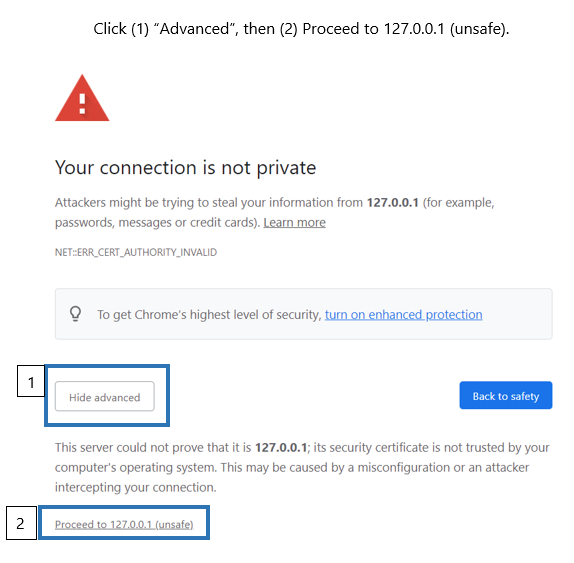 Click (1) “Advanced”, then (2) Proceed to 127.0.0.1 (unsafe).
Your connection is not private
Attackers might be trying to steal your information from 127.0.0.1 (for example,
passwords, messages or credit cards). Learn more
NET::ERR_CERT_AUTHORITY_INVALID
To get Chrome's highest level of security, turn on enhanced protection
1
Hide advanced
Back to safety
This server could not prove that it is 127.0.0.1; its security certificate is not trusted by your
computer's operating system. This may be caused by a misconfiguration or an attacker
intercepting your connection.
2
Proceed to 127.0.0.1 (unsafe)